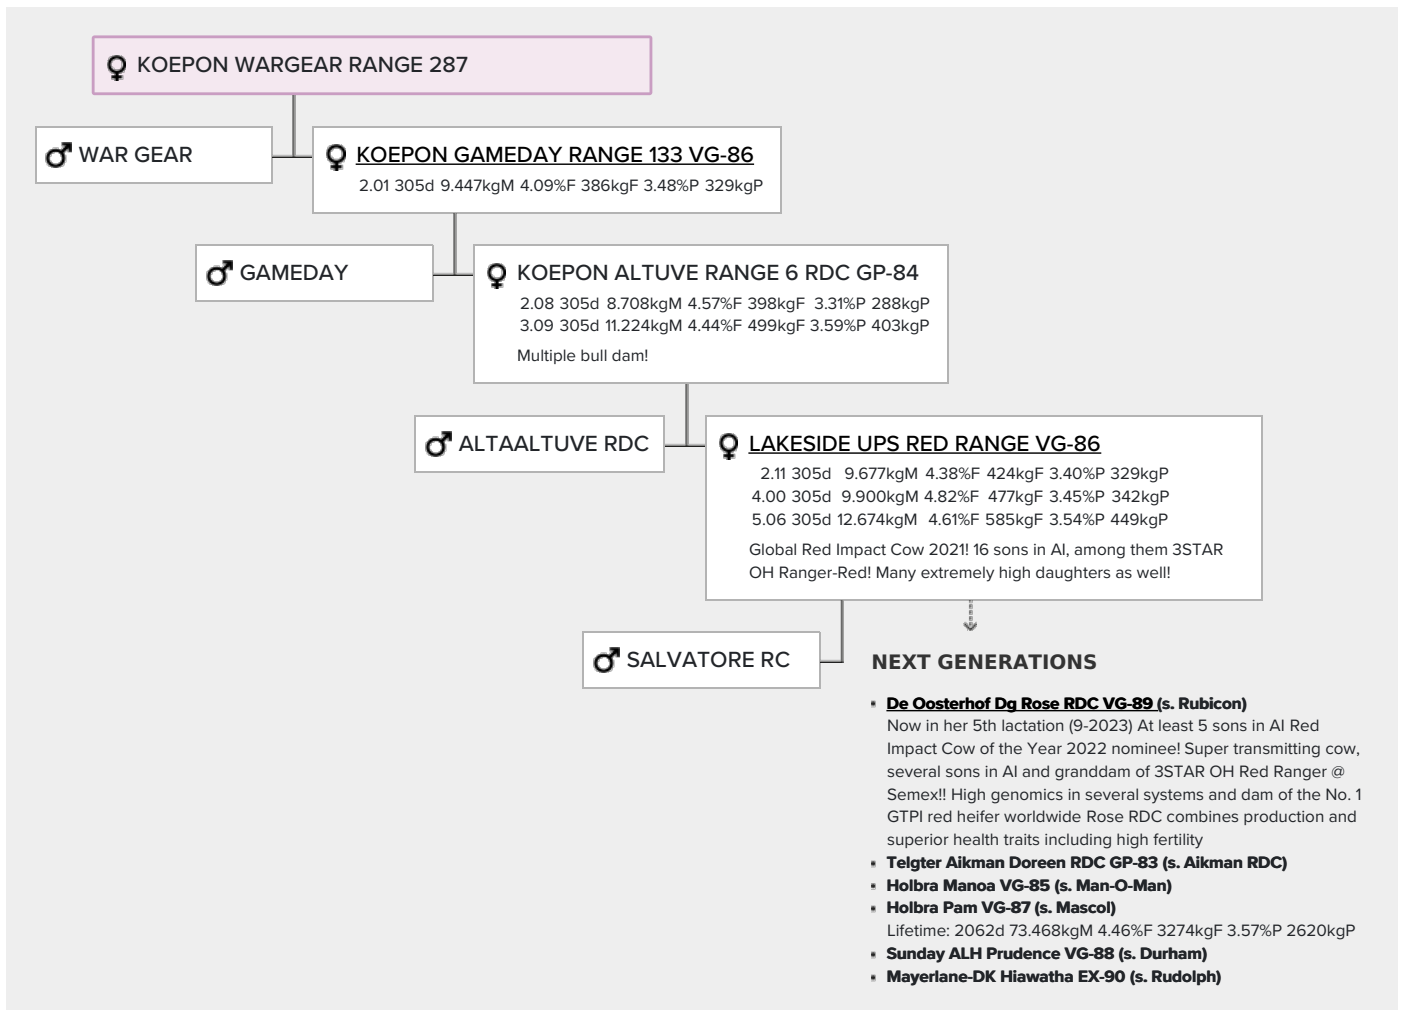 KOEPON WARGEAR RANGE 287
WAR GEAR
KOEPON GAMEDAY RANGE 133 VG-86
2.01 305d 9.447kgM 4.09%F 386kgF 3.48%P 329kgP
GAMEDAY
KOEPON ALTUVE RANGE 6 RDC GP-84
2.08 305d 8.708kgM 4.57%F 398kgF 3.31%P 288kgP
3.09 305d 11.224kgM 4.44%F 499kgF 3.59%P 403kgP
Multiple bull dam!
ALTAALTUVE RDC
LAKESIDE UPS RED RANGE VG-86
2.11 305d 9.677kgM 4.38%F 424kgF 3.40%P 329kgP
4.00 305d 9.900kgM 4.82%F 477kgF 3.45%P 342kgP
5.06 305d 12.674kgM 4.61%F 585kgF 3.54%P 449kgP
Global Red Impact Cow 2021! 16 sons in AI, among them 3STAR
OH Ranger-Red! Many extremely high daughters as well!
SALVATORE RC
NEXT GENERATIONS
De Oosterhof Dg Rose RDC VG-89 (s. Rubicon)
Now in her 5th lactation (9-2023) At least 5 sons in AI Red
Impact Cow of the Year 2022 nominee! Super transmitting cow,
several sons in AI and granddam of 3STAR OH Red Ranger @
Semex!! High genomics in several systems and dam of the No. 1
GTPI red heifer worldwide Rose RDC combines production and
superior health traits including high fertility
Telgter Aikman Doreen RDC GP-83 (s. Aikman RDC)
Holbra Manoa VG-85 (s. Man-O-Man)
Holbra Pam VG-87 (s. Mascol)
Lifetime: 2062d 73.468kgM 4.46%F 3274kgF 3.57%P 2620kgP
Sunday ALH Prudence VG-88 (s. Durham)
Mayerlane-DK Hiawatha EX-90 (s. Rudolph)